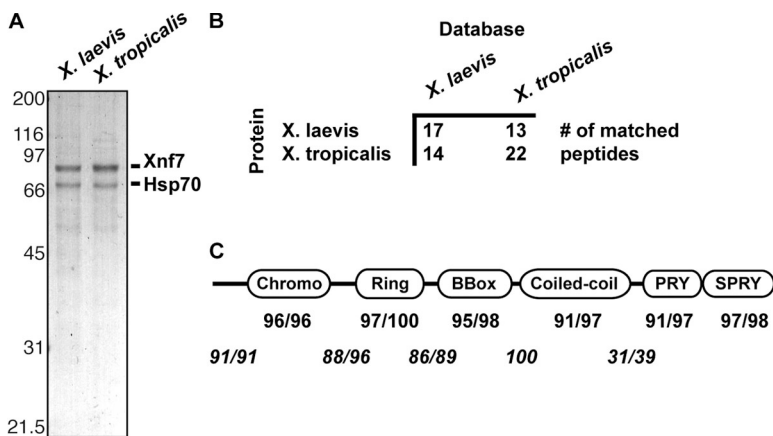 A
X. laevis
X. tropicalis
200
116
97
66
45
31
21.5
Xnf7
Hsp70
B
Database
X. laevis
X. tropicalis
Protein
X. laevis 17 13 # of matched
X. tropicalis 14 22 peptides
C
Chromo Ring BBox Coiled-coil PRY SPRY
96/96 97/100 95/98 91/97 91/97 97/98
91/91 88/96 86/89 100 31/39